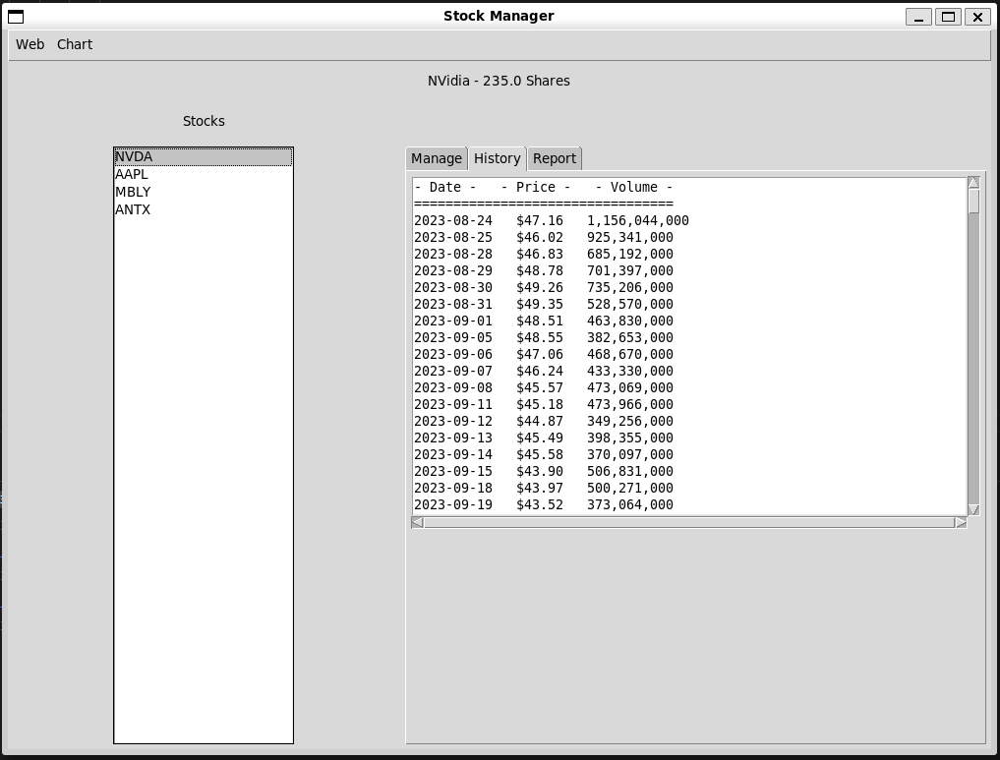 Stock Manager
Web Chart
NVidia - 235.0 Shares
Stocks
NVDA
AAPL
MBLY
ANTX
Manage History Report
- Date -   - Price -   - Volume -
=================================
2023-08-24   $47.16   1,156,044,000
2023-08-25   $46.02   925,341,000
2023-08-28   $46.83   685,192,000
2023-08-29   $48.78   701,397,000
2023-08-30   $49.26   735,206,000
2023-08-31   $49.35   528,570,000
2023-09-01   $48.51   463,830,000
2023-09-05   $48.55   382,653,000
2023-09-06   $47.06   468,670,000
2023-09-07   $46.24   433,330,000
2023-09-08   $45.57   473,069,000
2023-09-11   $45.18   473,966,000
2023-09-12   $44.87   349,256,000
2023-09-13   $45.49   398,355,000
2023-09-14   $45.58   370,097,000
2023-09-15   $43.90   506,831,000
2023-09-18   $43.97   500,271,000
2023-09-19   $43.52   373,064,000